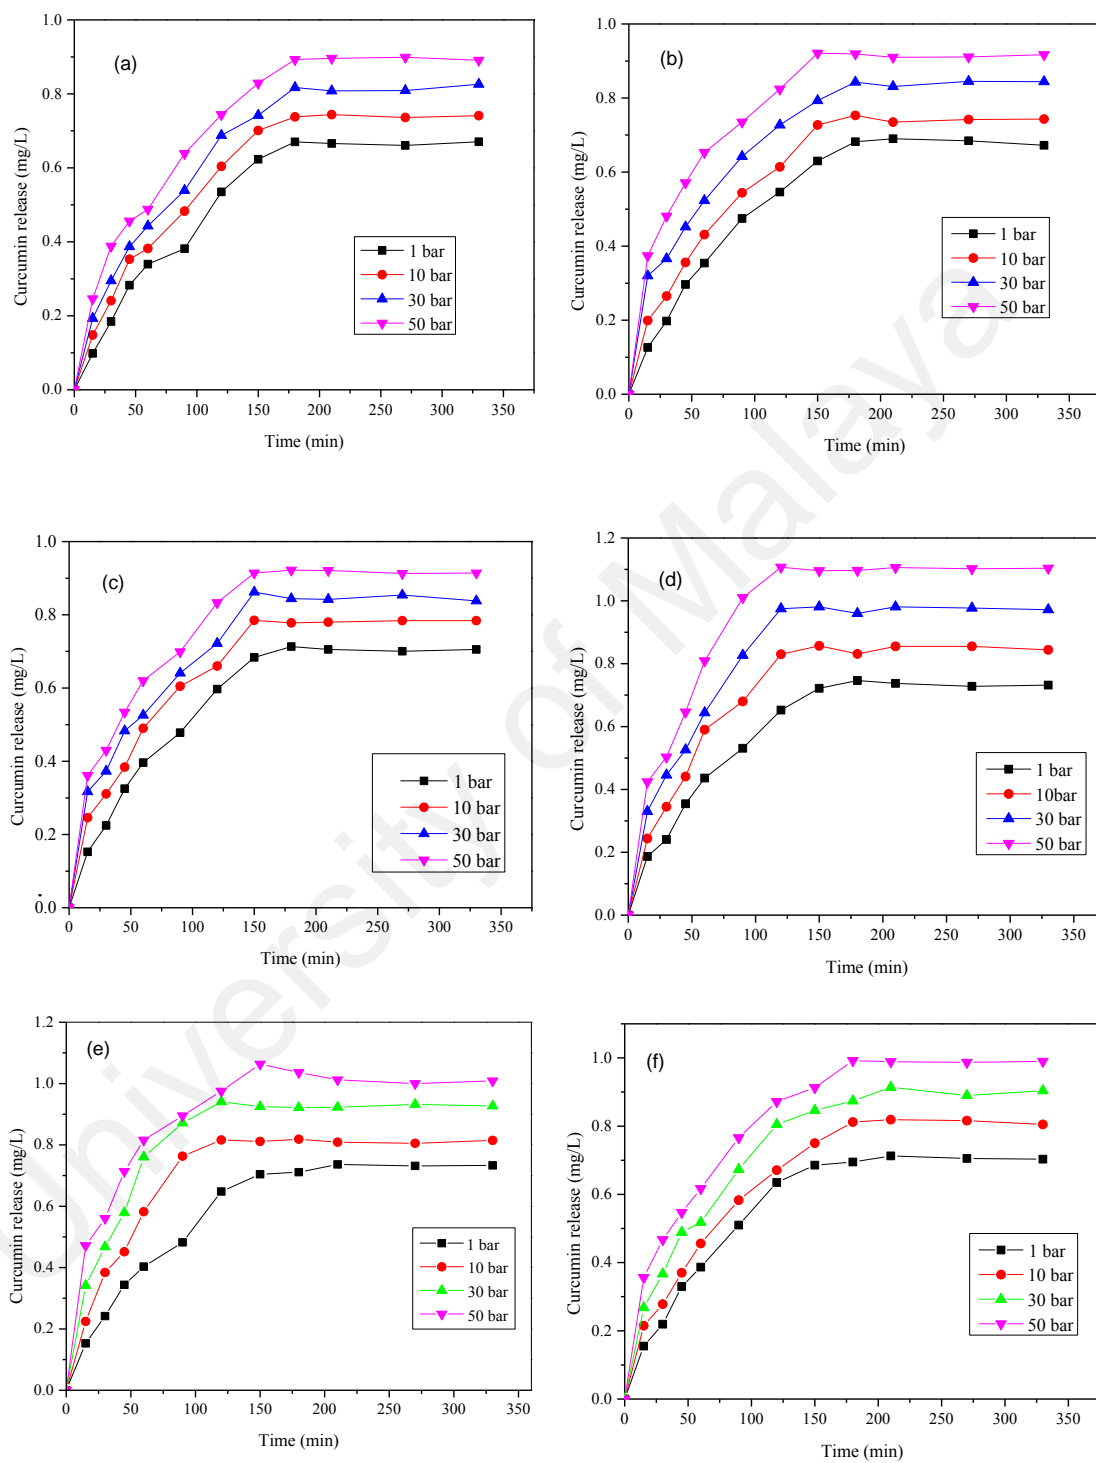 (a)
1.0
0.8
0.6
0.4
0.2
0.0
Curcumin release (mg/L)
1 bar
10 bar
30 bar
50 bar
0 50 100 150 200 250 300 350
Time (min)
(b)
1.0
0.8
0.6
0.4
0.2
0.0
Curcumin release (mg/L)
1 bar
10 bar
30 bar
50 bar
0 50 100 150 200 250 300 350
Time (min)
(c)
1.0
0.8
0.6
0.4
0.2
0.
Curcumin release (mg/L)
1 bar
10 bar
30 bar
50 bar
0 50 100 150 200 250 300 350
Time (min)
(d)
1.2
1.0
0.8
0.6
0.4
0.2
0.0
Curcumin release (mg/L)
1 bar
10bar
30 bar
50 bar
0 50 100 150 200 250 300 350
Time (min)
(e)
1.2
1.0
0.8
0.6
0.4
0.2
0.0
Curcumin release (mg/L)
1 bar
10 bar
30 bar
50 bar
0 50 100 150 200 250 300 350
Time (min)
(f)
1.0
0.8
0.6
0.4
0.2
0.0
Curcumin release (mg/L)
1 bar
10 bar
30 bar
50 bar
0 50 100 150 200 250 300 350
Time (min)
University of Malaya